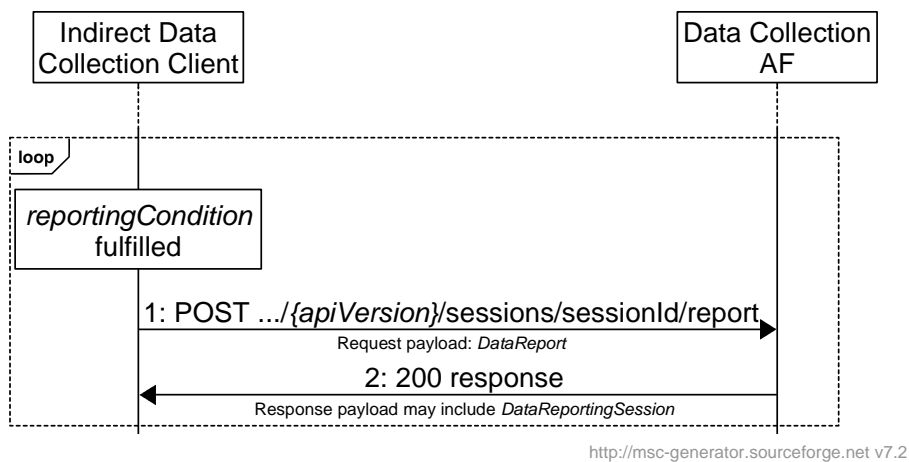 Indirect Data
Collection Client
Data Collection
AF
loop
reportingCondition
fulfilled
1: POST .../{apiVersion}/sessions/sessionId/report
Request payload: DataReport
2: 200 response
Response payload may include DataReportingSession
http://msc-generator.sourceforge.net v7.2